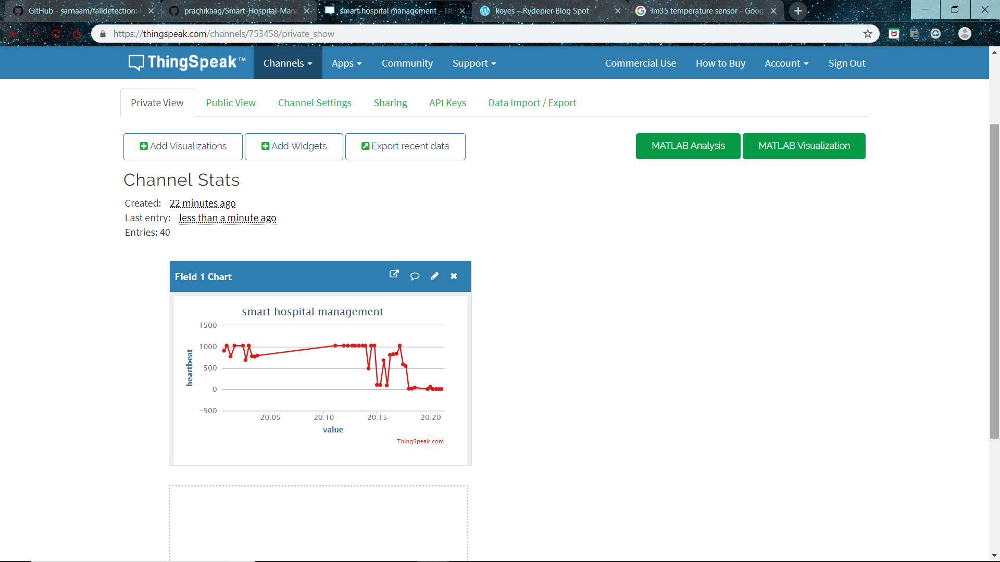 GitHub - sarnaam/falldetection: F
prachikaag/Smart-Hospital-Man
smart hospital management - Th
keyes – Rydepier Blog Spot
lm35 temperature sensor - Goog
https://thingspeak.com/channels/753458/private_show
ThingSpeak™ Channels Apps Community Support Commercial Use How to Buy Account Sign Out
Private View Public View Channel Settings Sharing API Keys Data Import / Export
Add Visualizations Add Widgets Export recent data MATLAB Analysis MATLAB Visualization
Channel Stats
Created: 22 minutes ago
Last entry: less than a minute ago
Entries: 40
Field 1 Chart
smart hospital management
heartbeat
1500
1000
500
0
−500
20:05 20:10 20:15 20:20
value
ThingSpeak.com